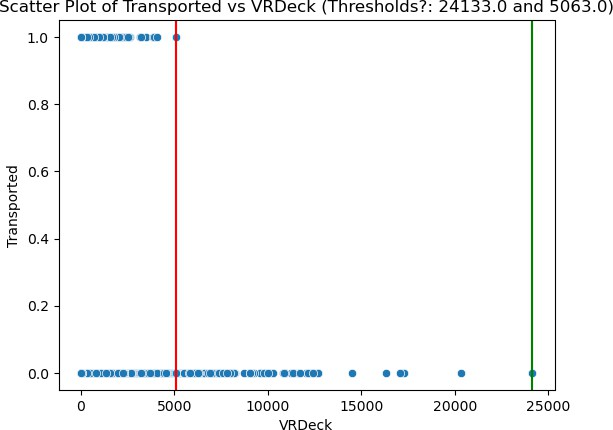 Scatter Plot of Transported vs VRDeck (Thresholds?: 24133.0 and 5063.0)
1.0
0.8
0.6
0.4
0.2
0.0
Transported
0 5000 10000 15000 20000 25000
VRDeck